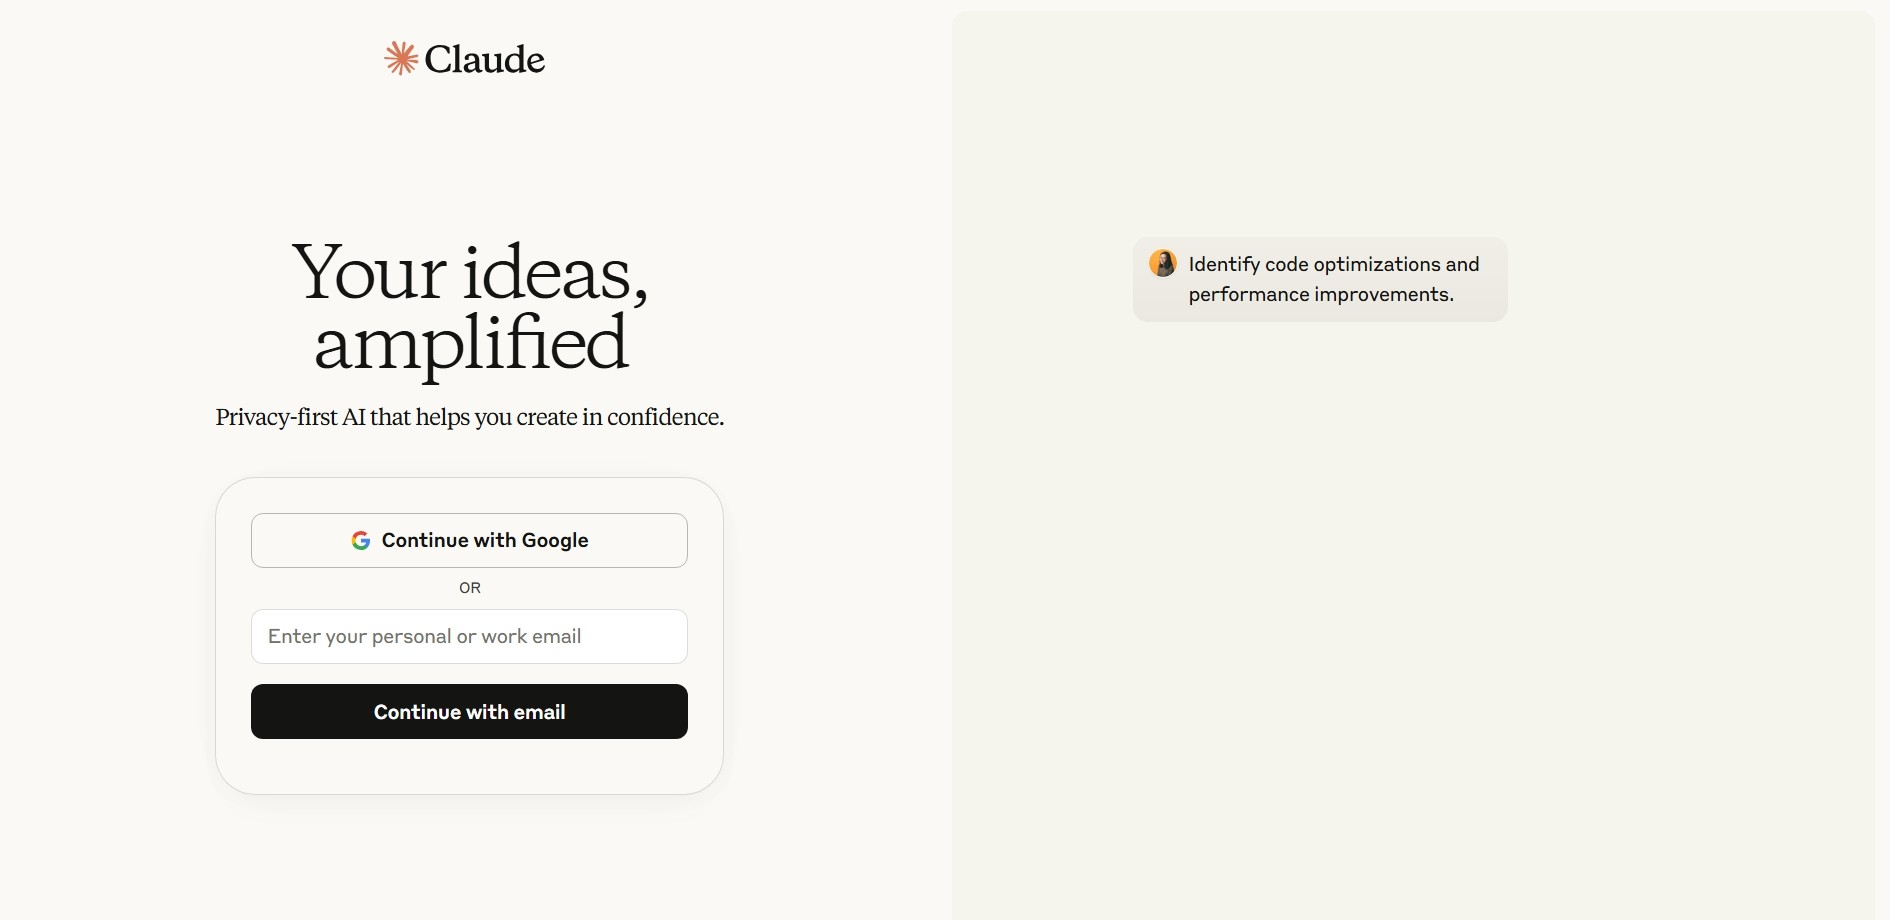 Claude
Your ideas,
amplified
Privacy-first AI that helps you create in confidence.
Continue with Google
OR
Enter your personal or work email
Continue with email
Identify code optimizations and
performance improvements.